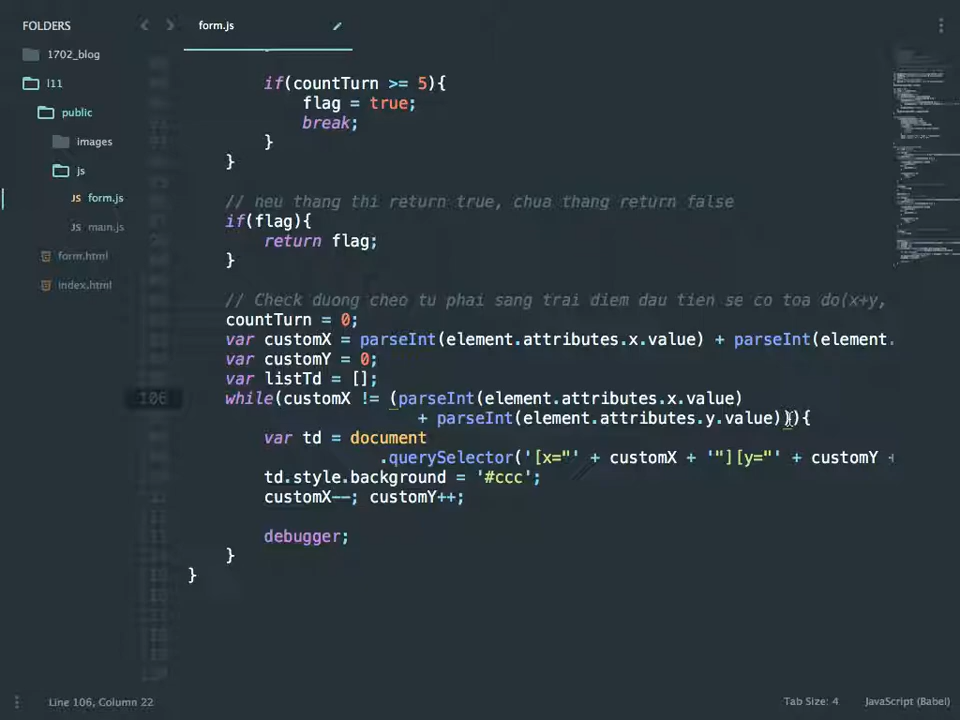 FOLDERS
form.js
1702_blog
l11
public
images
js
JS form.js
JS main.js
form.html
index.html
if(countTurn >= 5){
flag = true;
break;
}
}
// neu thang thi return true, chua thang return false
if(flag){
return flag;
}
// Check duong cheo tu phai sang trai diem dau tien se co toa do(x+y,
countTurn = 0;
var customX = parseInt(element.attributes.x.value) + parseInt(element.
var customY = 0;
var listTd = [];
106
while(customX != (parseInt(element.attributes.x.value)
+ parseInt(element.attributes.y.value))){
var td = document
.querySelector('[x="' + customX + '"][y="' + customY +
td.style.background = '#ccc';
customX--; customY++;
debugger;
}
}
Line 106, Column 22
Tab Size: 4
JavaScript (Babel)